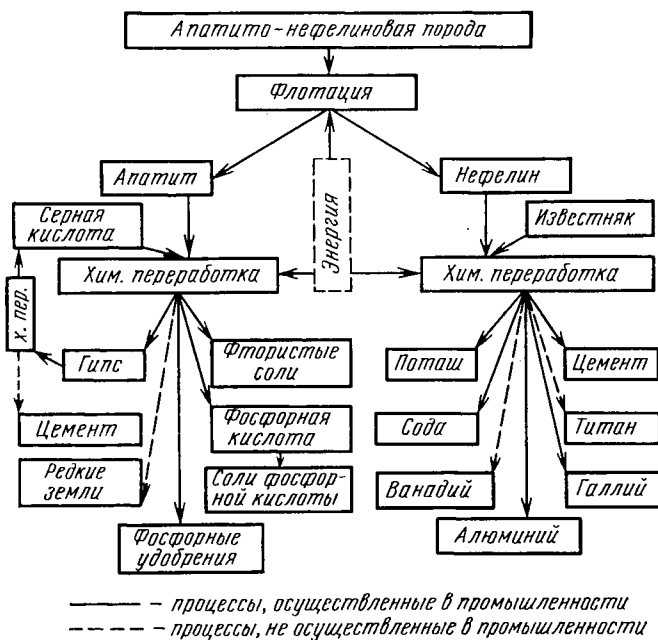 Апатито-нефелиновая порода
Флотация
Апатит
Нефелин
Энергия
Серная
кислота
Известняк
Хим. переработка
Хим. переработка
х. пер.
Гипс
Фтористые
соли
Поташ
Цемент
Цемент
Фосфорная
кислота
Сода
Титан
Редкие
земли
Соли фосфор-
ной кислоты
Ванадий
Галлий
Фосфорные
удобрения
Алюминий
— процессы, осуществленные в промышленности
— процессы, не осуществленные в промышленности